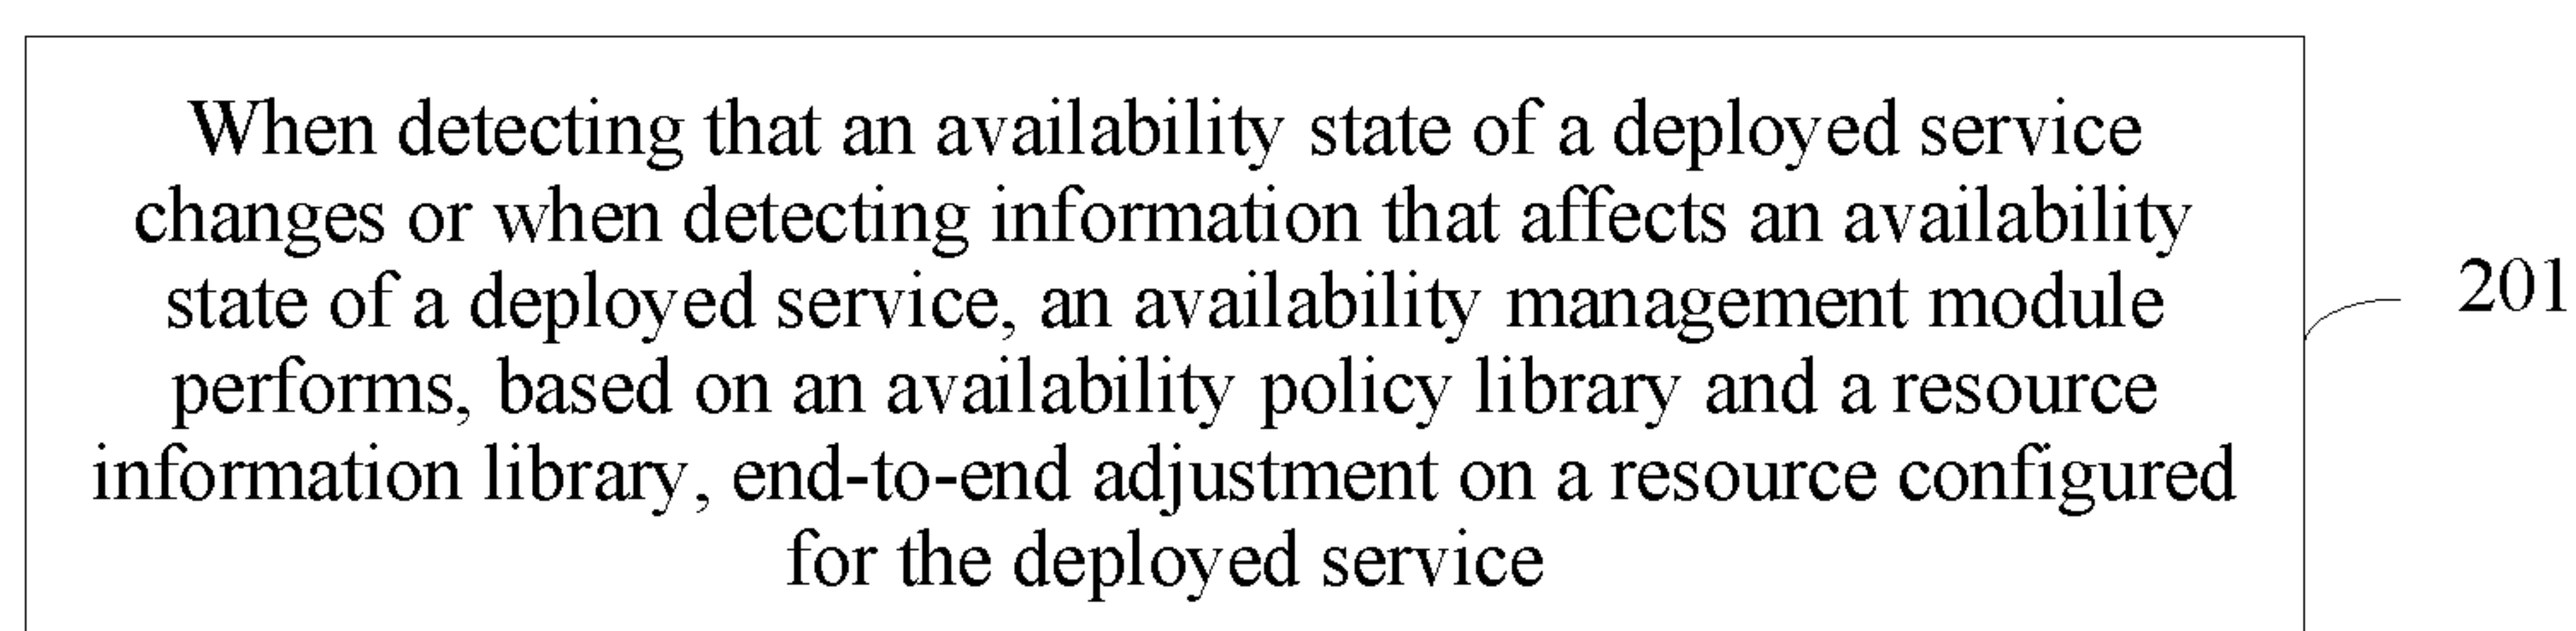 When detecting that an availability state of a deployed service
changes or when detecting information that affects an availability
state of a deployed service, an availability management module
performs, based on an availability policy library and a resource
information library, end-to-end adjustment on a resource configured
for the deployed service
201